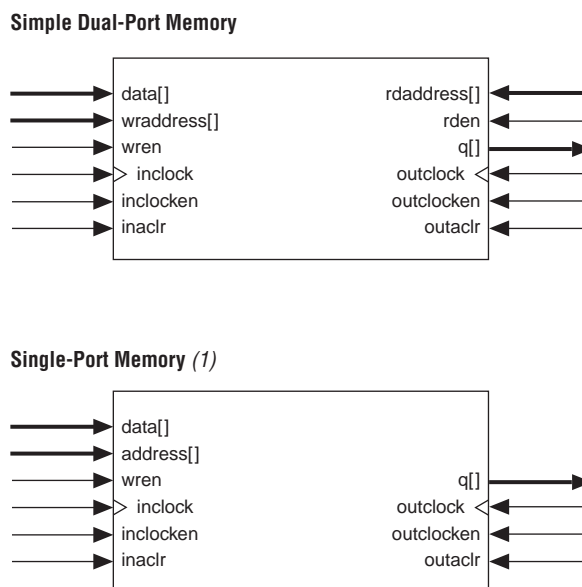 Simple Dual-Port Memory
data[] rdaddress[]
wraddress[] rden
wren q[]
inclock outclock
inclocken outclocken
inaclr outaclr
Single-Port Memory (1)
data[]
address[]
wren q[]
inclock outclock
inclocken outclocken
inaclr outaclr